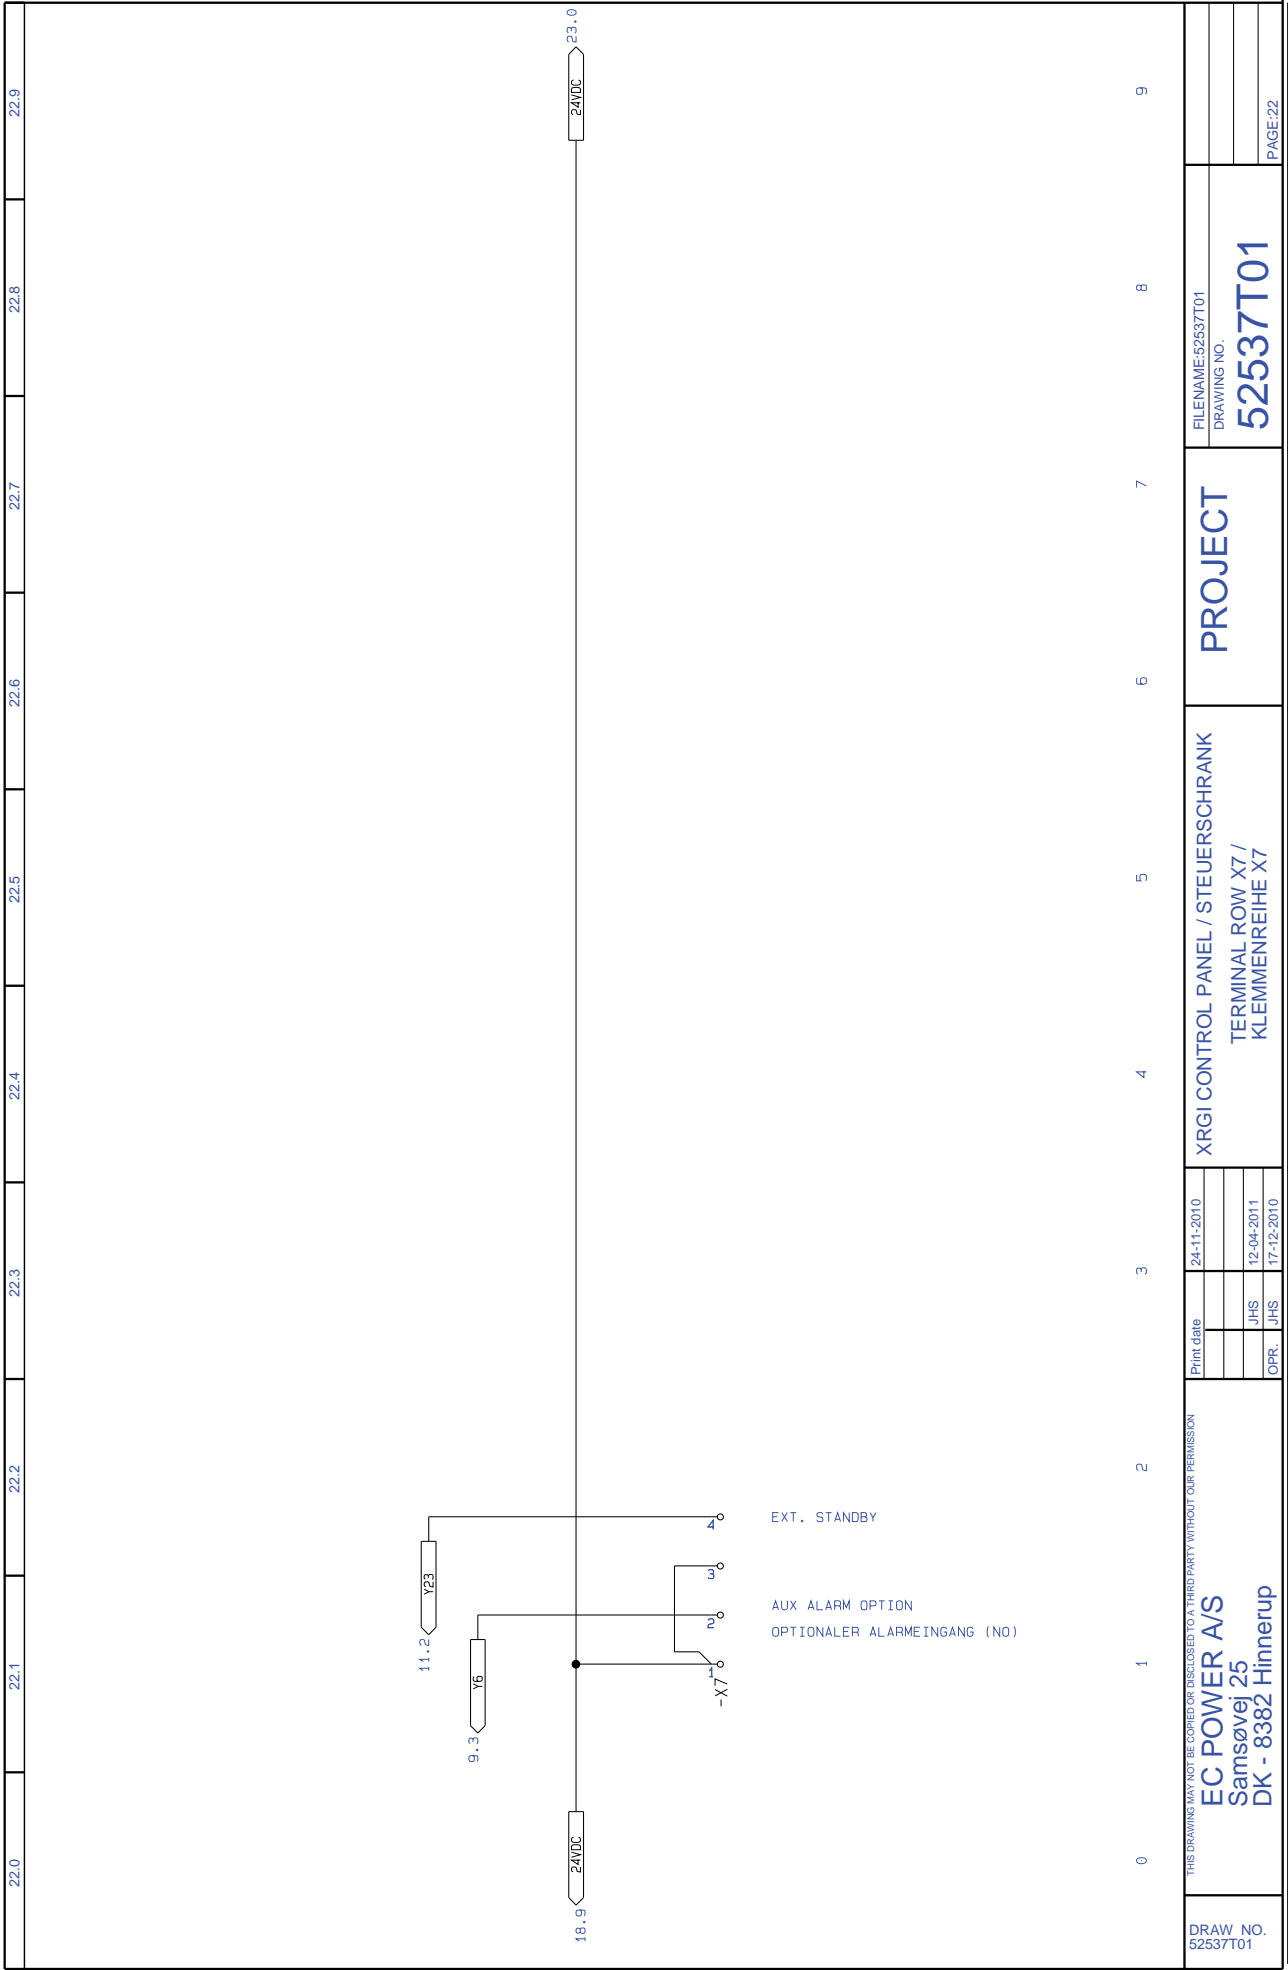 22.0 22.1 22.2 22.3 22.4 22.5 22.6 22.7 22.8 22.9
11.2 Y23
9.3 Y6
18.9 24VDC
24VDC 23.0
-X7
1 2 3 4
EXT. STANDBY
AUX ALARM OPTION
OPTIONALER ALARMEINGANG (NO)
0 1 2 3 4 5 6 7 8 9
DRAW NO.
52537T01
THIS DRAWING MAY NOT BE COPIED OR DISCLOSED TO A THIRD PARTY WITHOUT OUR PERMISSION
EC POWER A/S
Samsøvej 25
DK - 8382 Hinnerup
Print date 24-11-2010
JHS 12-04-2011
OPR. JHS 17-12-2010
XRGI CONTROL PANEL / STEUERSCHRANK
TERMINAL ROW X7 /
KLEMMENREIHE X7
PROJECT
FILENAME:52537T01
DRAWING NO.
52537T01
PAGE:22